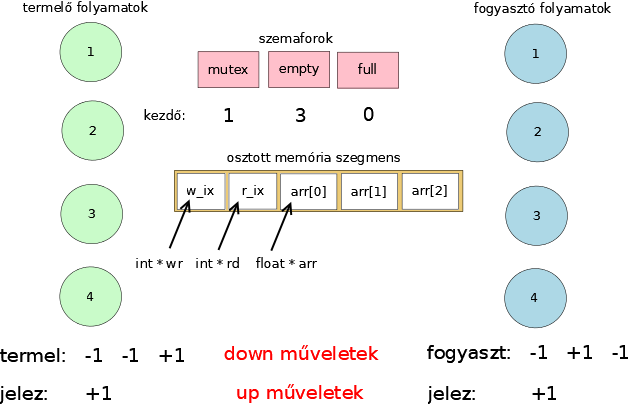 termelő folyamatok
fogyasztó folyamatok
szemaforok
1
mutex
empty
full
1
kezdő: 1 3 0
2
2
osztott memória szegmens
w_ix
r_ix
arr[0]
arr[1]
arr[2]
3
3
int * wr
int * rd
float * arr
4
4
termel: -1 -1 +1
down műveletek
fogyaszt: -1 +1 -1
jelez: +1
up műveletek
jelez: +1